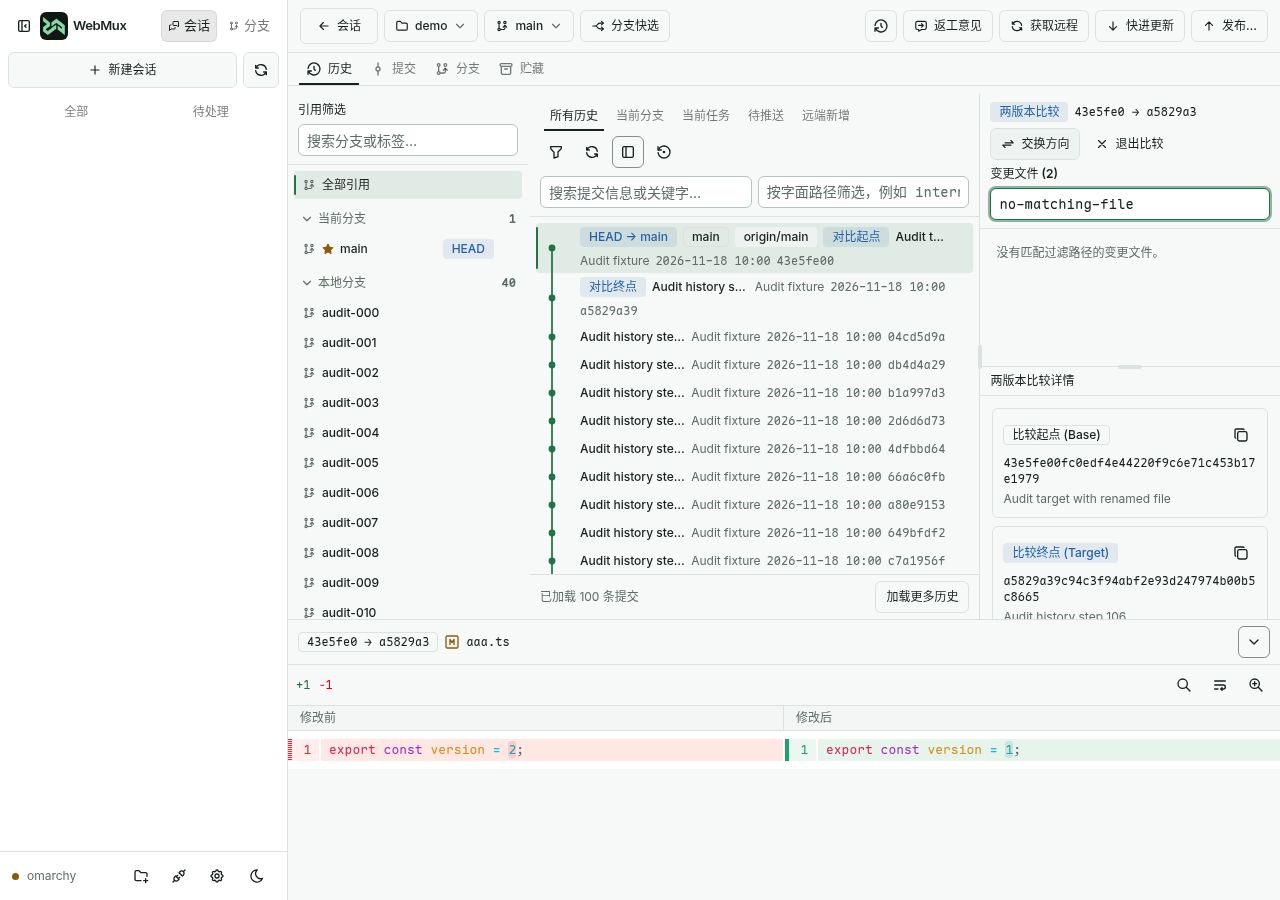 WebMux
会话
分支
新建会话
全部
待处理
omarchy
会话
demo
main
分支快选
返工意见
获取远程
快进更新
发布...
历史
提交
分支
贮藏
引用筛选
搜索分支或标签...
全部引用
当前分支 1
main HEAD
本地分支 40
audit-000
audit-001
audit-002
audit-003
audit-004
audit-005
audit-006
audit-007
audit-008
audit-009
audit-010
所有历史 当前分支 当前任务 待推送 远端新增
搜索提交信息或关键字...
按字面路径筛选，例如 intern
HEAD → main main origin/main 对比起点 Audit t...
Audit fixture 2026-11-18 10:00 43e5fe00
对比终点 Audit history s... Audit fixture 2026-11-18 10:00
a5829a39
Audit history ste... Audit fixture 2026-11-18 10:00 04cd5d9a
Audit history ste... Audit fixture 2026-11-18 10:00 db4d4a29
Audit history ste... Audit fixture 2026-11-18 10:00 b1a997d3
Audit history ste... Audit fixture 2026-11-18 10:00 2d6d6d73
Audit history ste... Audit fixture 2026-11-18 10:00 4dfbbd64
Audit history ste... Audit fixture 2026-11-18 10:00 66a6c0fb
Audit history ste... Audit fixture 2026-11-18 10:00 a80e9153
Audit history ste... Audit fixture 2026-11-18 10:00 649bfdf2
Audit history ste... Audit fixture 2026-11-18 10:00 c7a1956f
已加载 100 条提交
加载更多历史
两版本比较 43e5fe0 → a5829a3
交换方向
退出比较
变更文件 (2)
no-matching-file
没有匹配过滤路径的变更文件。
两版本比较详情
比较起点 (Base)
43e5fe00fc0edf4e44220f9c6e71c453b17
e1979
Audit target with renamed file
比较终点 (Target)
a5829a39c94c3f94abf2e93d247974b00b5
c8665
Audit history step 106
43e5fe0 → a5829a3 M aaa.ts
+1 -1
修改前
修改后
1 export const version = 2;
1 export const version = 1;